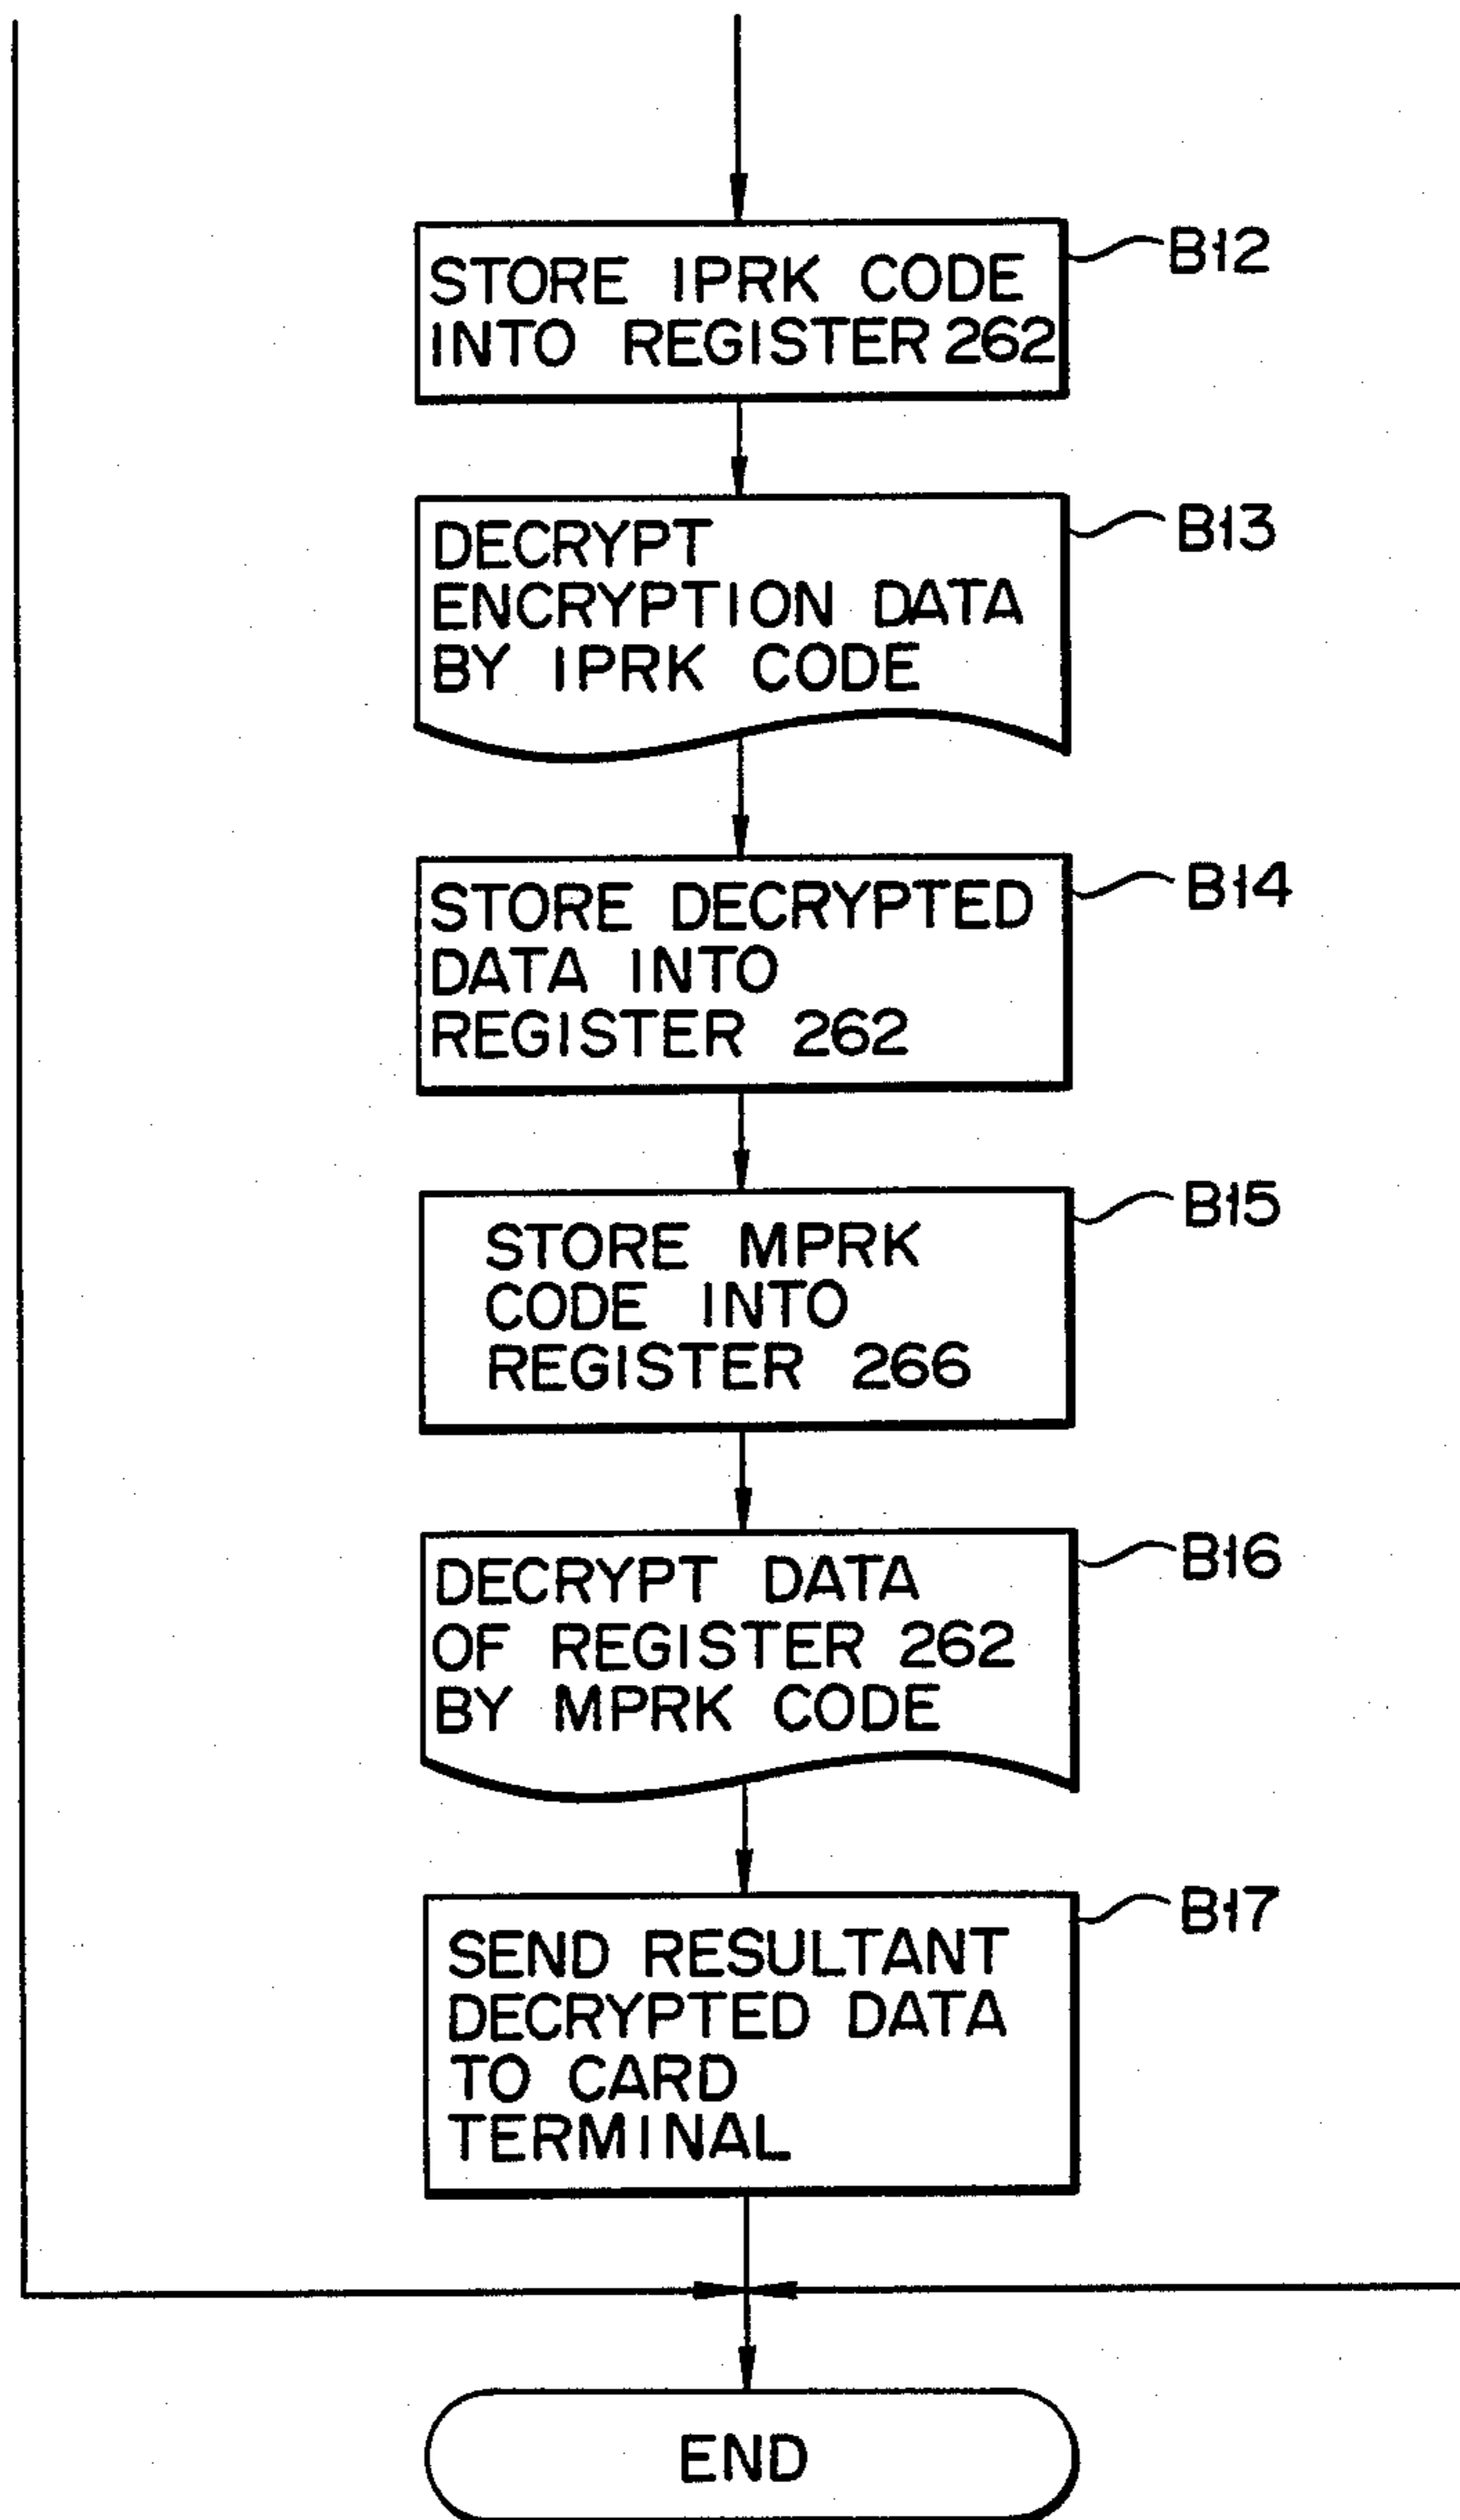 STORE IPRK CODE
INTO REGISTER 262
B12
DECRYPT
ENCRYPTION DATA
BY IPRK CODE
B13
STORE DECRYPTED
DATA INTO
REGISTER 262
B14
STORE MPRK
CODE INTO
REGISTER 266
B15
DECRYPT DATA
OF REGISTER 262
BY MPRK CODE
B16
SEND RESULTANT
DECRYPTED DATA
TO CARD
TERMINAL
B17
END